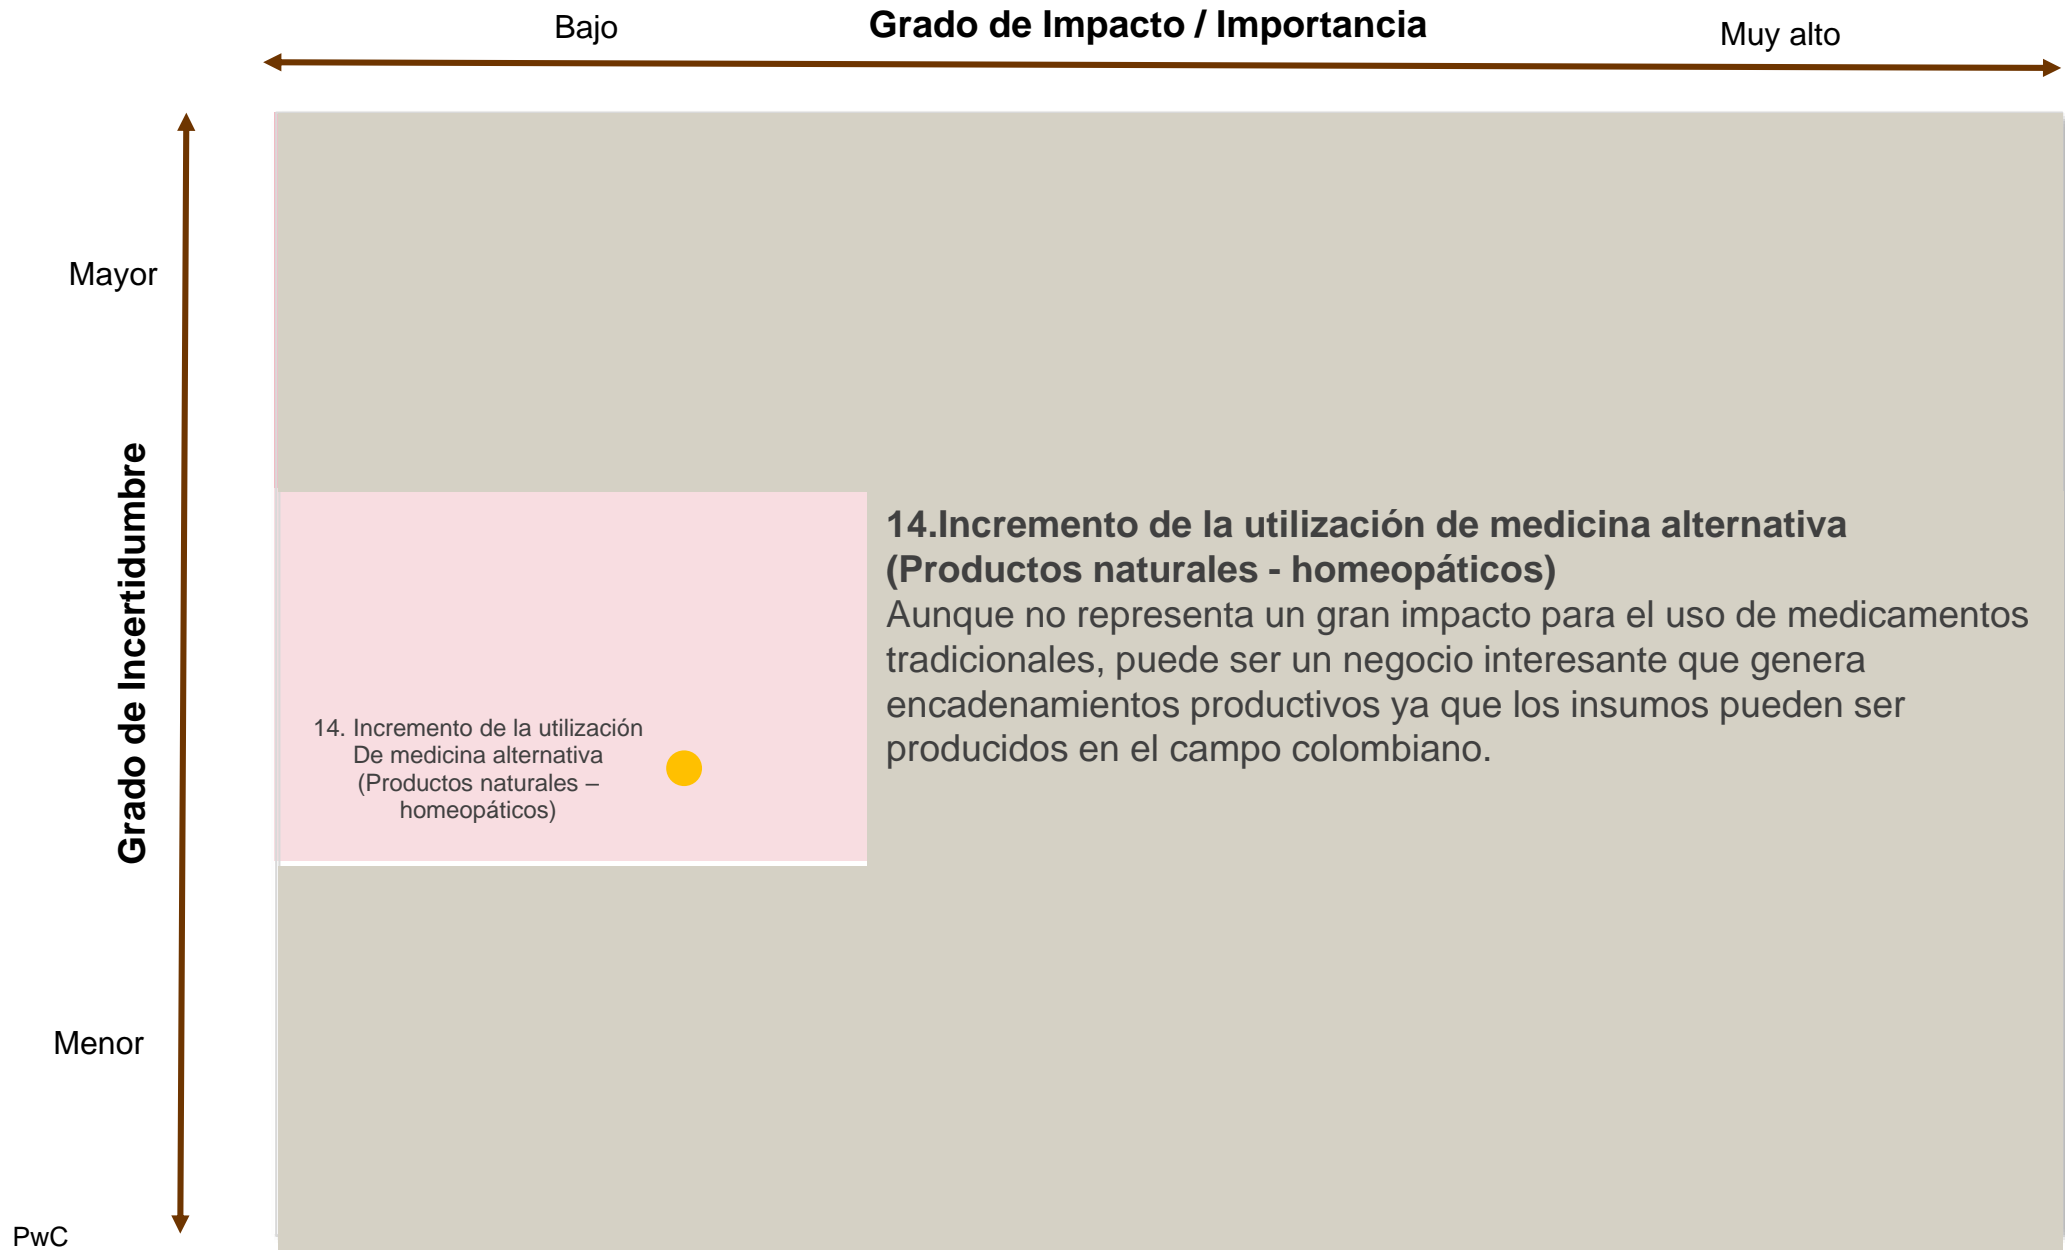 Bajo
Grado de Impacto / Importancia
Muy alto
Mayor
Grado de Incertidumbre
Menor
14. Incremento de la utilización
De medicina alternativa
(Productos naturales –
homeopáticos)
14.Incremento de la utilización de medicina alternativa
(Productos naturales - homeopáticos)
Aunque no representa un gran impacto para el uso de medicamentos
tradicionales, puede ser un negocio interesante que genera
encadenamientos productivos ya que los insumos pueden ser
producidos en el campo colombiano.
PwC